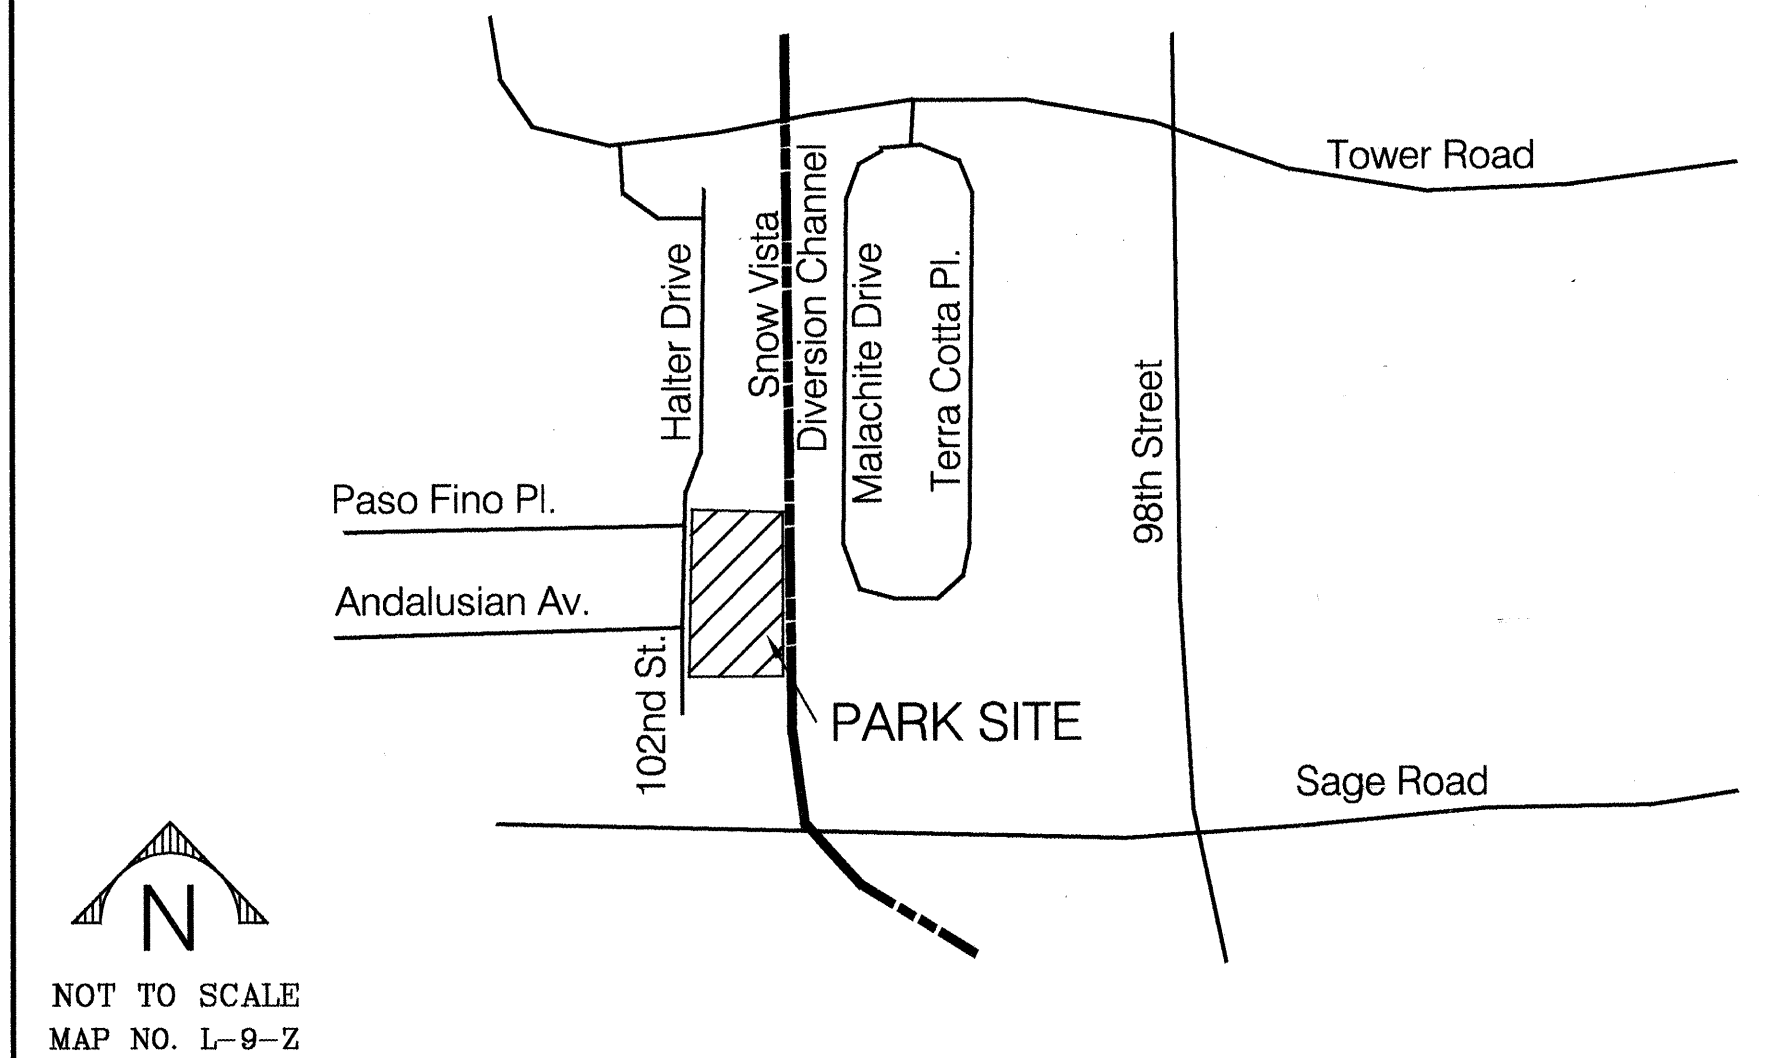 Tower Road
Snow Vista
Diversion Channel
Halter Drive
Malachite Drive
Terra Cotta Pl.
98th Street
Paso Fino Pl.
Andalusian Av.
102nd St.
PARK SITE
Sage Road
N
NOT TO SCALE
MAP NO. L-9-Z